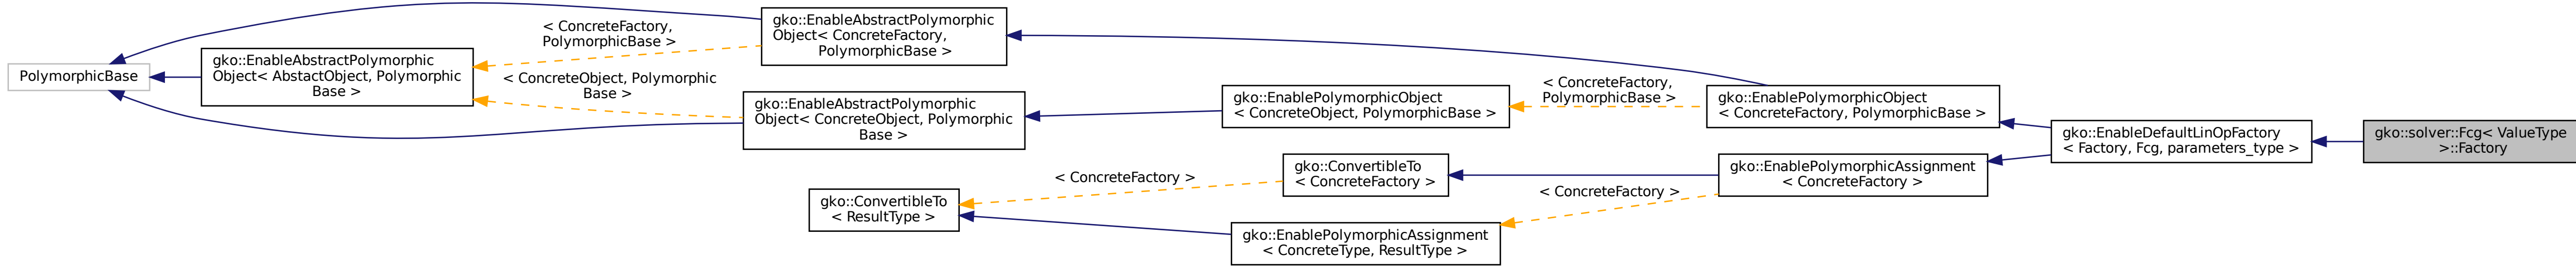 PolymorphicBase
gko::EnableAbstractPolymorphic
Object< AbstactObject, Polymorphic
Base >
< ConcreteFactory,
PolymorphicBase >
< ConcreteObject, Polymorphic
Base >
gko::EnableAbstractPolymorphic
Object< ConcreteFactory,
PolymorphicBase >
gko::EnableAbstractPolymorphic
Object< ConcreteObject, Polymorphic
Base >
gko::ConvertibleTo
< ResultType >
< ConcreteFactory >
gko::EnablePolymorphicObject
< ConcreteObject, PolymorphicBase >
gko::ConvertibleTo
< ConcreteFactory >
gko::EnablePolymorphicAssignment
< ConcreteType, ResultType >
< ConcreteFactory,
PolymorphicBase >
< ConcreteFactory >
gko::EnablePolymorphicObject
< ConcreteFactory, PolymorphicBase >
gko::EnablePolymorphicAssignment
< ConcreteFactory >
gko::EnableDefaultLinOpFactory
< Factory, Fcg, parameters_type >
gko::solver::Fcg< ValueType
>::Factory